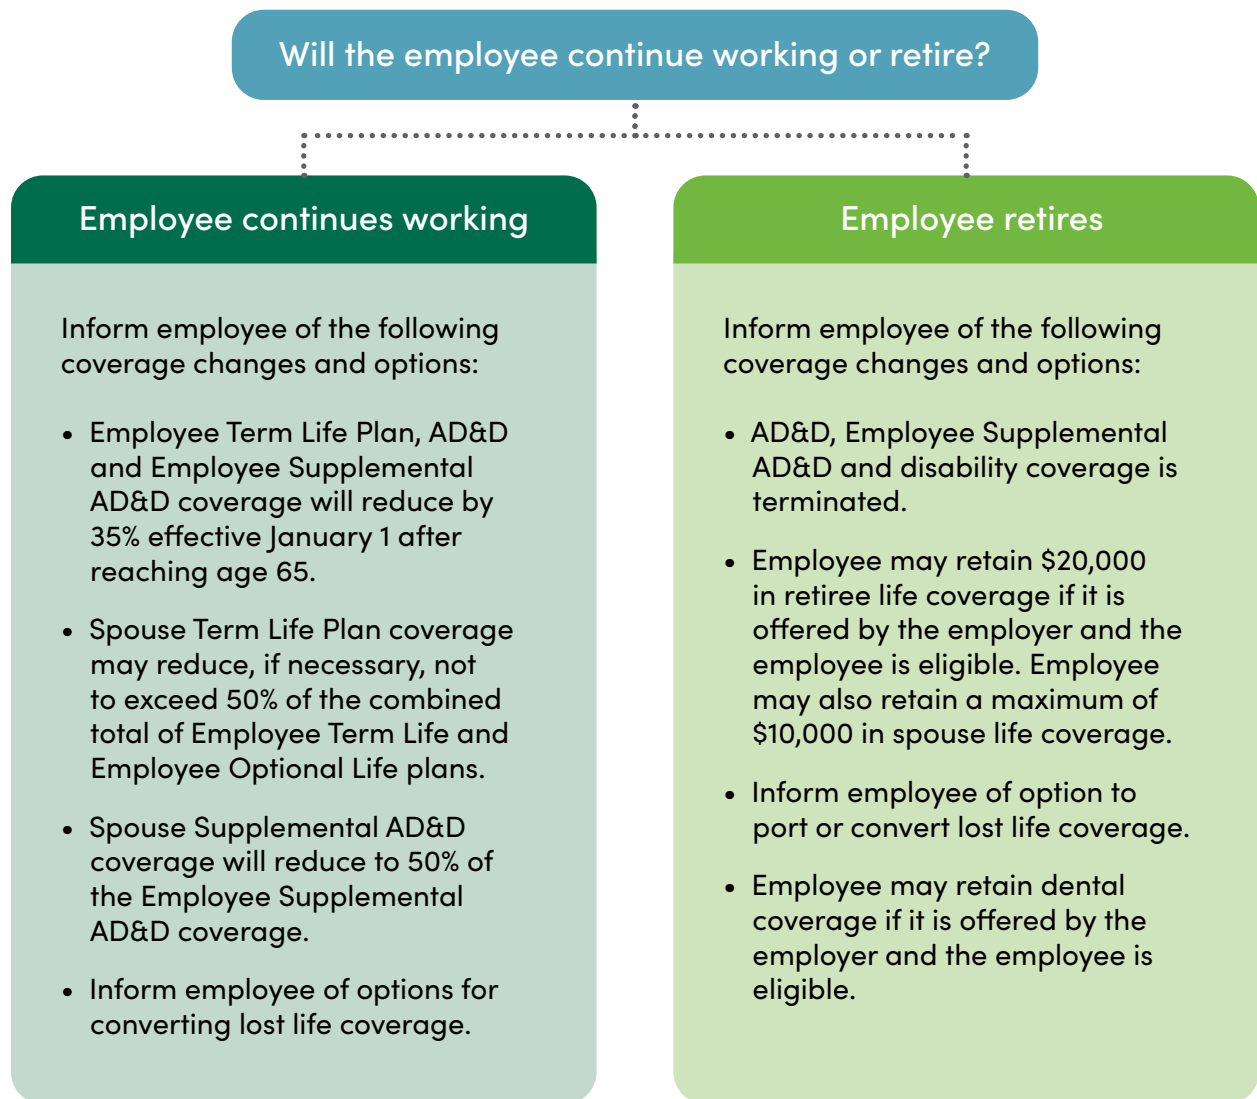 Will the employee continue working or retire?
Employee continues working
Inform employee of the following
coverage changes and options:
• Employee Term Life Plan, AD&D
and Employee Supplemental
AD&D coverage will reduce by
35% effective January 1 after
reaching age 65.
• Spouse Term Life Plan coverage
may reduce, if necessary, not
to exceed 50% of the combined
total of Employee Term Life and
Employee Optional Life plans.
• Spouse Supplemental AD&D
coverage will reduce to 50% of
the Employee Supplemental
AD&D coverage.
• Inform employee of options for
converting lost life coverage.
Employee retires
Inform employee of the following
coverage changes and options:
• AD&D, Employee Supplemental
AD&D and disability coverage is
terminated.
• Employee may retain $20,000
in retiree life coverage if it is
offered by the employer and the
employee is eligible. Employee
may also retain a maximum of
$10,000 in spouse life coverage.
• Inform employee of option to
port or convert lost life coverage.
• Employee may retain dental
coverage if it is offered by the
employer and the employee is
eligible.